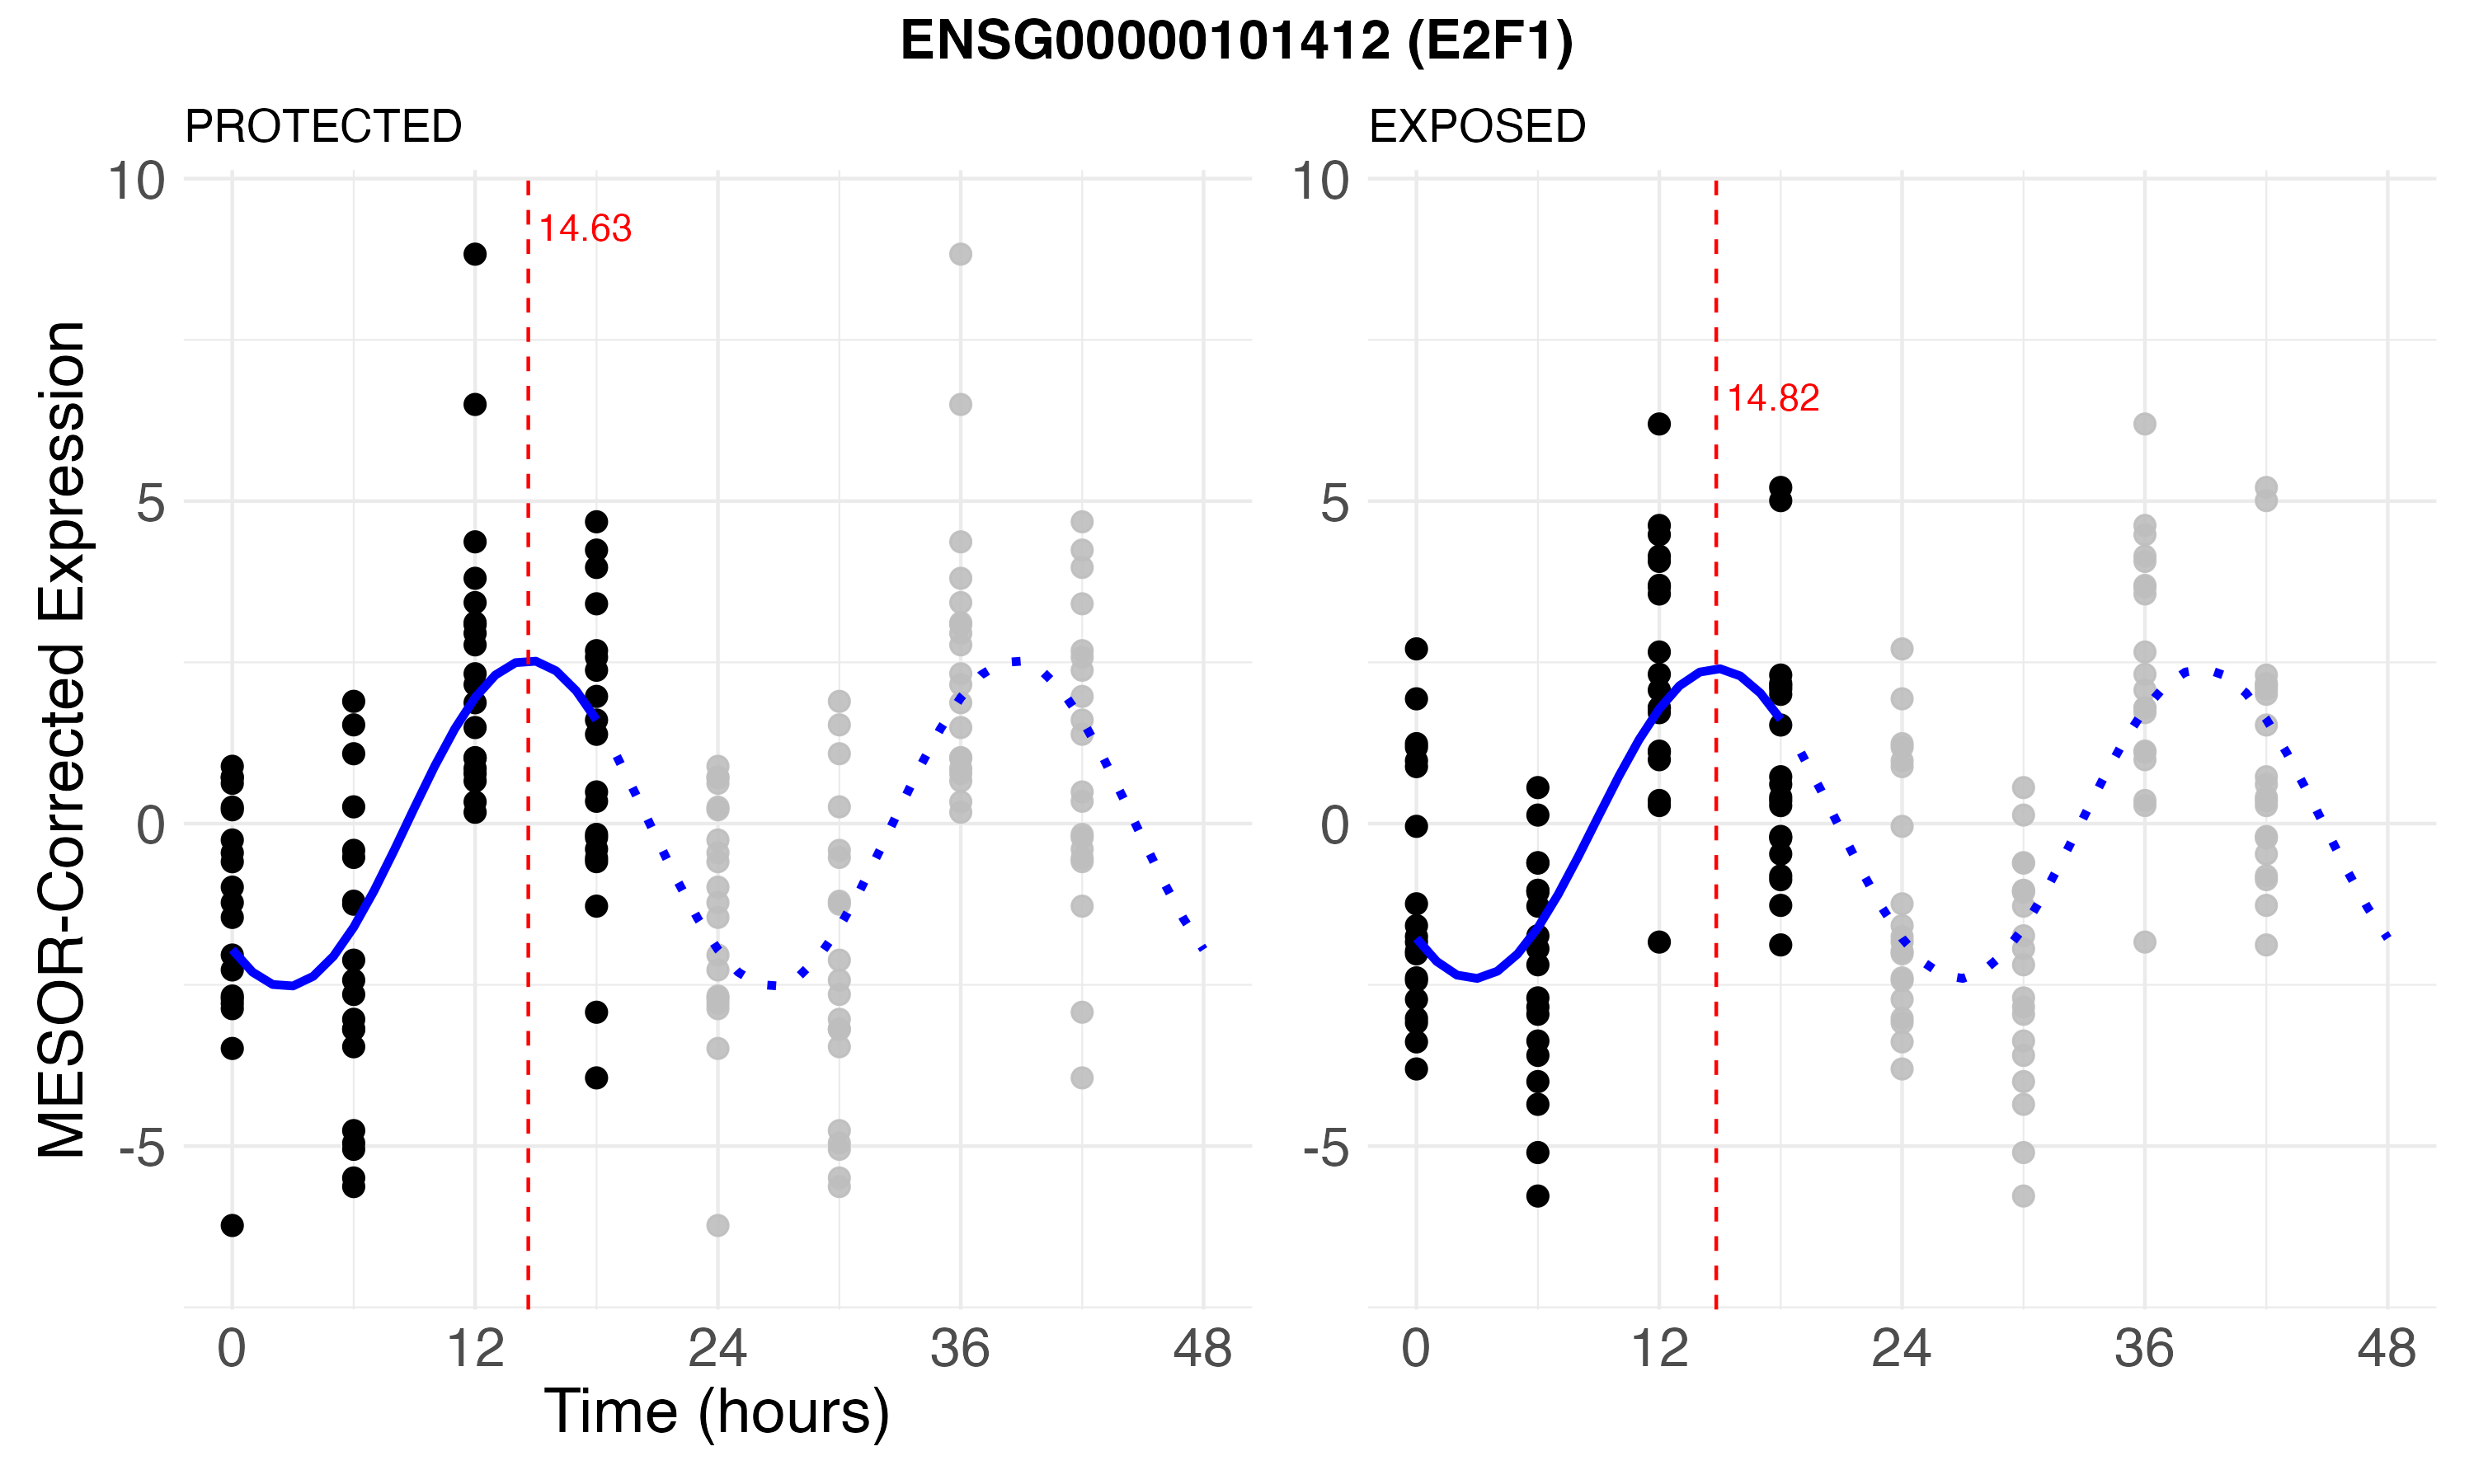 ENSG00000101412 (E2F1)
PROTECTED
EXPOSED
MESOR-Corrected Expression
10
5
0
-5
14.63
0 12 24 36 48
Time (hours)
10
5
0
-5
14.82
0 12 24 36 48